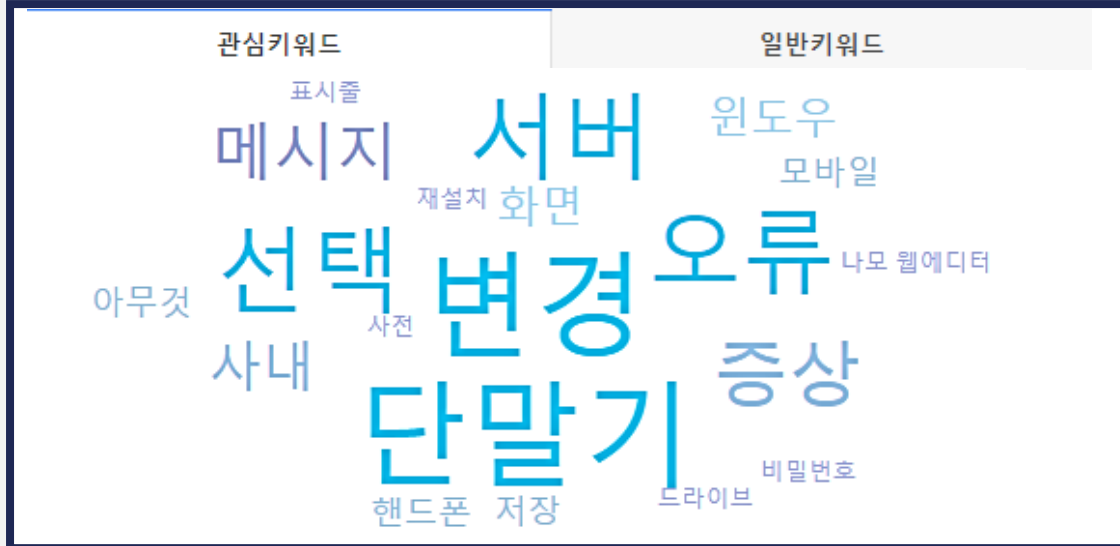 관심키워드
일반키워드
표시줄
메시지
서버
윈도우
모바일
재설치
화면
선택
변경
오류
나모 웹에디터
아무것
사전
사내
증상
단말기
비밀번호
드라이브
핸드폰
저장